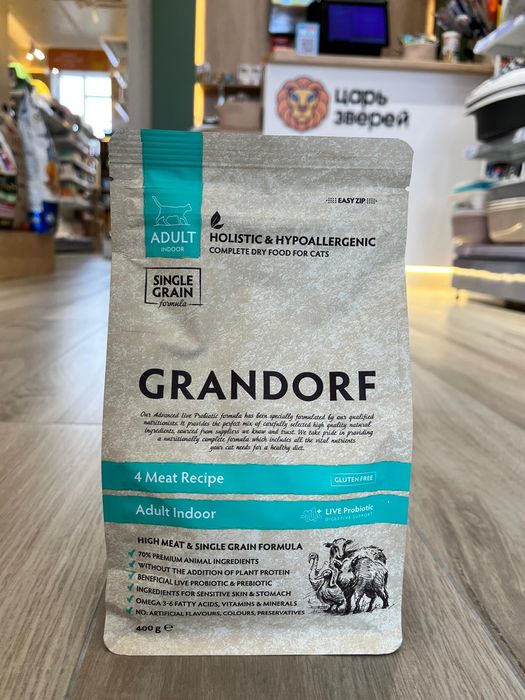 царь
зверей
EASY ZIP
ADULT
INDOOR
HOLISTIC & HYPOALLERGENIC
COMPLETE DRY FOOD FOR CATS
SINGLE
GRAIN
formula
GRANDORF
Our Advanced live Probiotic formula has been specially formulated by our qualified
nutritionists. It provides the perfect mix of carefully selected high quality natural
ingredients, sourced from suppliers we know and trust. We take pride in providing
a nutritionally complete formula which includes all the vital nutrients
your cat needs for a healthy diet.
4 Meat Recipe
GLUTEN FREE
Adult Indoor
LIVE Probiotic
DIGESTIVE SUPPORT
HIGH MEAT & SINGLE GRAIN FORMULA
70% PREMIUM ANIMAL INGREDIENTS
WITHOUT THE ADDITION OF PLANT PROTEIN
BENEFICIAL LIVE PROBIOTIC & PREBIOTIC
INGREDIENTS FOR SENSITIVE SKIN & STOMACH
OMEGA 3-6 FATTY ACIDS, VITAMINS & MINERALS
NO: ARTIFICIAL FLAVOURS, COLOURS, PRESERVATIVES
400 g ℮